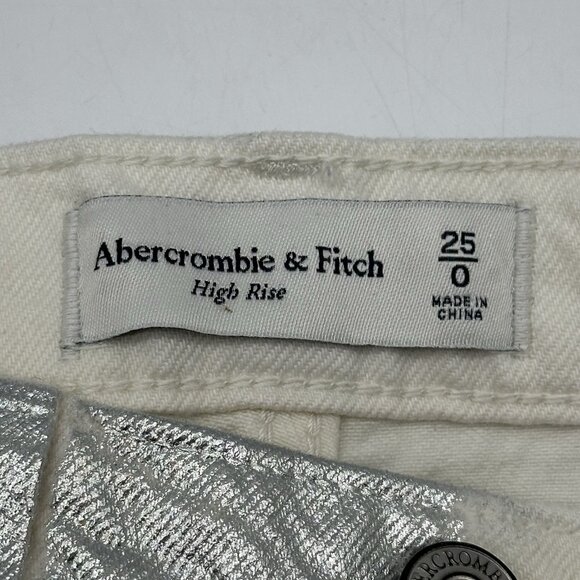 Abercrombie & Fitch
High Rise
25
0
MADE IN
CHINA